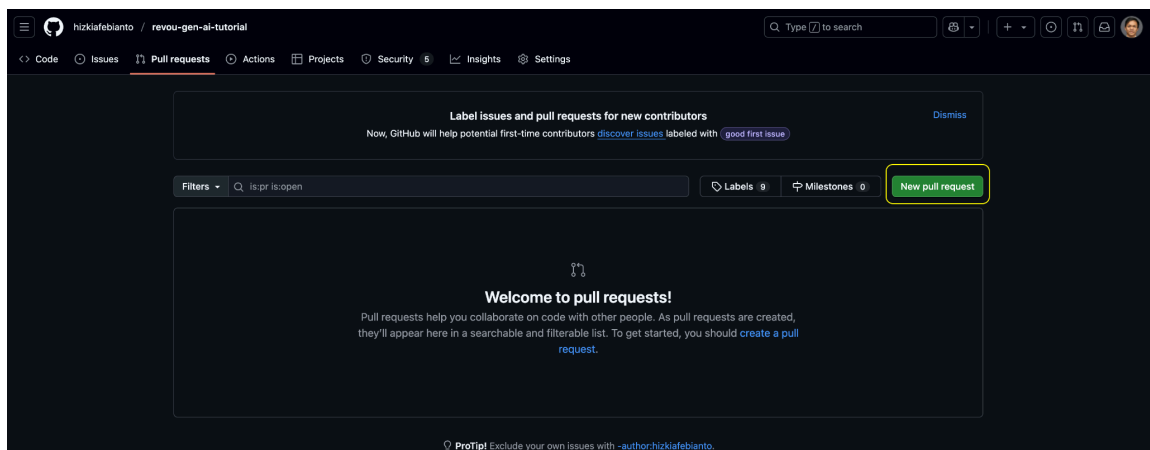 hizkiafebianto / revou-gen-ai-tutorial
Type / to search
Code Issues Pull requests Actions Projects Security 5 Insights Settings
Label issues and pull requests for new contributors
Dismiss
Now, GitHub will help potential first-time contributors discover issues labeled with good first issue
Filters is:pr is:open Labels 9 Milestones 0 New pull request
Welcome to pull requests!
Pull requests help you collaborate on code with other people. As pull requests are created,
they'll appear here in a searchable and filterable list. To get started, you should create a pull
request.
ProTip! Exclude your own issues with -author:hizkiafebianto.